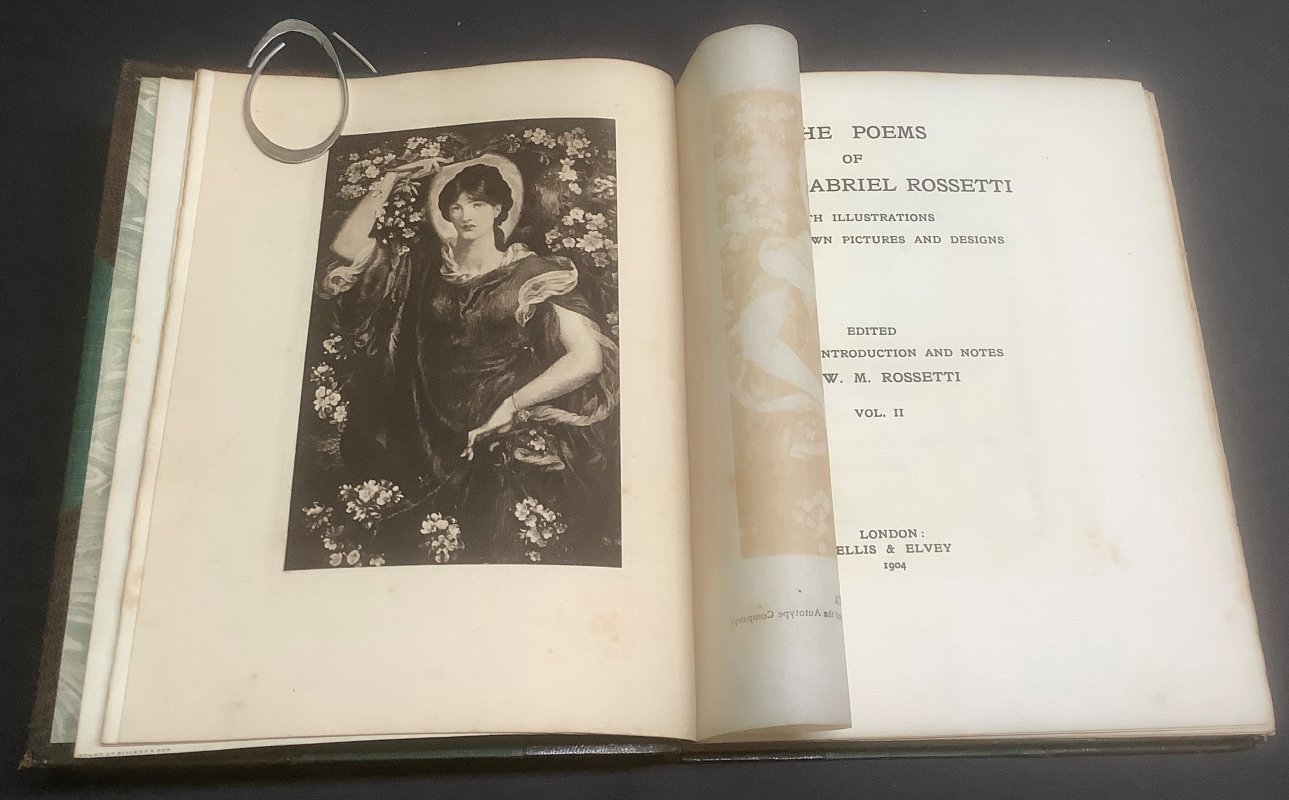 HE POEMS
OF
ABRIEL ROSSETTI
TH ILLUSTRATIONS
WN PICTURES AND DESIGNS
EDITED
NTRODUCTION AND NOTES
W. M. ROSSETTI
VOL. II
LONDON:
ELLIS & ELVEY
1904
the Autotype Company)